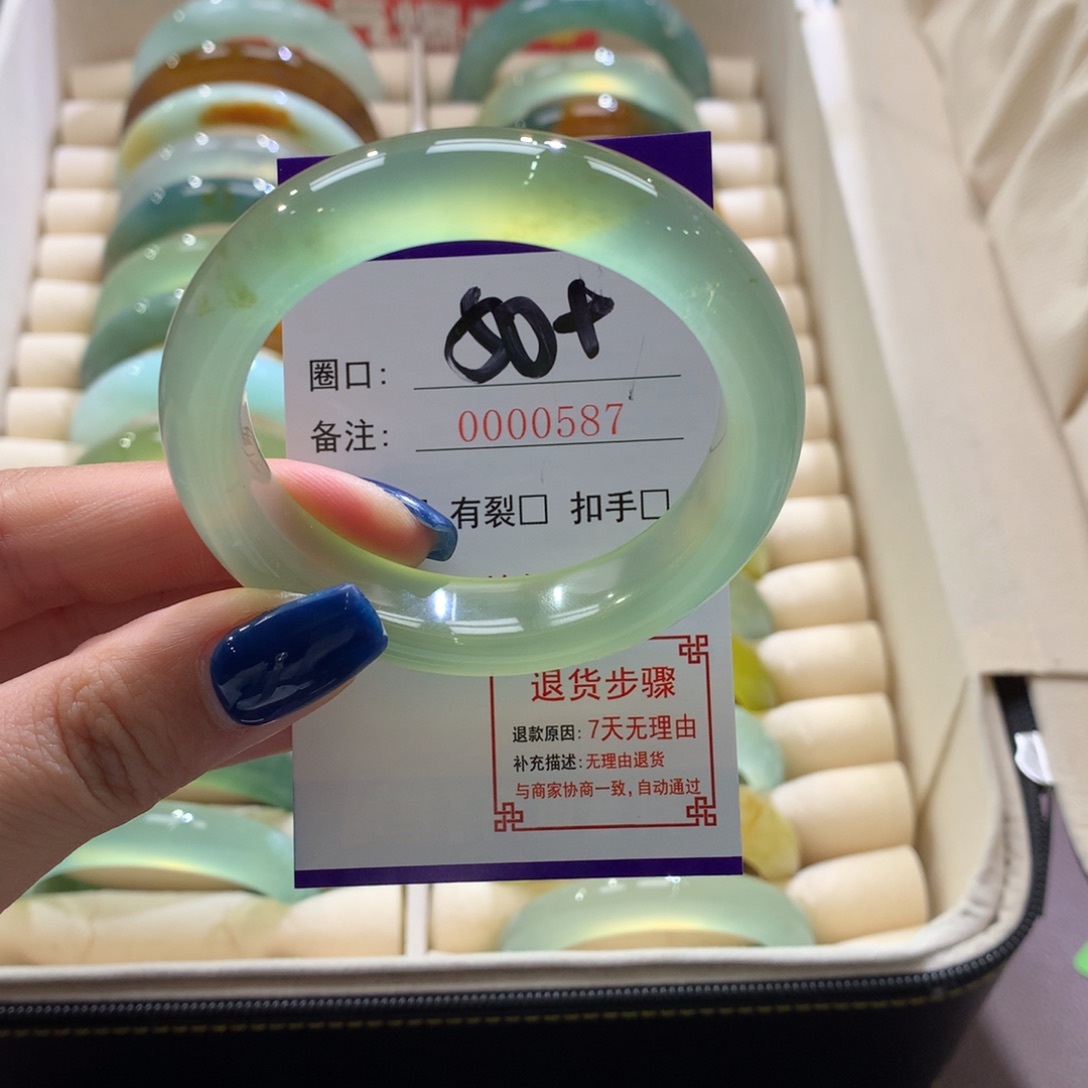 圈口: 50+
备注: 0000587
有裂□ 扣手□
退货步骤
退款原因: 7天无理由
补充描述: 无理由退货
与商家协商一致, 自动通过